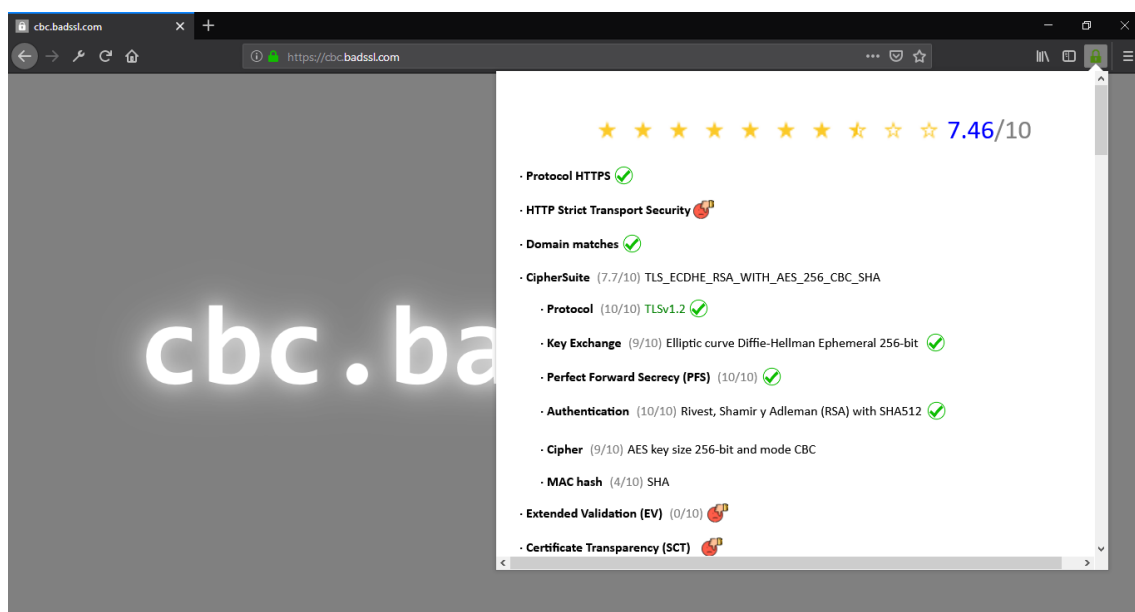 cbc.badssl.com
https://cbc.badssl.com
7.46/10
· Protocol HTTPS
· HTTP Strict Transport Security
· Domain matches
· CipherSuite (7.7/10) TLS_ECDHE_RSA_WITH_AES_256_CBC_SHA
· Protocol (10/10) TLSv1.2
· Key Exchange (9/10) Elliptic curve Diffie-Hellman Ephemeral 256-bit
· Perfect Forward Secrecy (PFS) (10/10)
· Authentication (10/10) Rivest, Shamir y Adleman (RSA) with SHA512
· Cipher (9/10) AES key size 256-bit and mode CBC
· MAC hash (4/10) SHA
· Extended Validation (EV) (0/10)
· Certificate Transparency (SCT)
cbc.ba